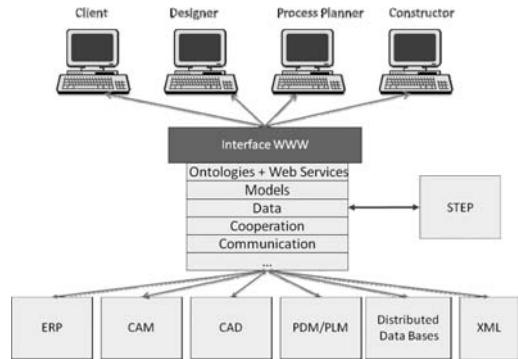 Client Designer Process Planner Constructor
Interface WWW
Ontologies + Web Services
Models
Data
Cooperation
STEP
Communication
...
ERP CAM CAD PDM/PLM Distributed Data Bases XML